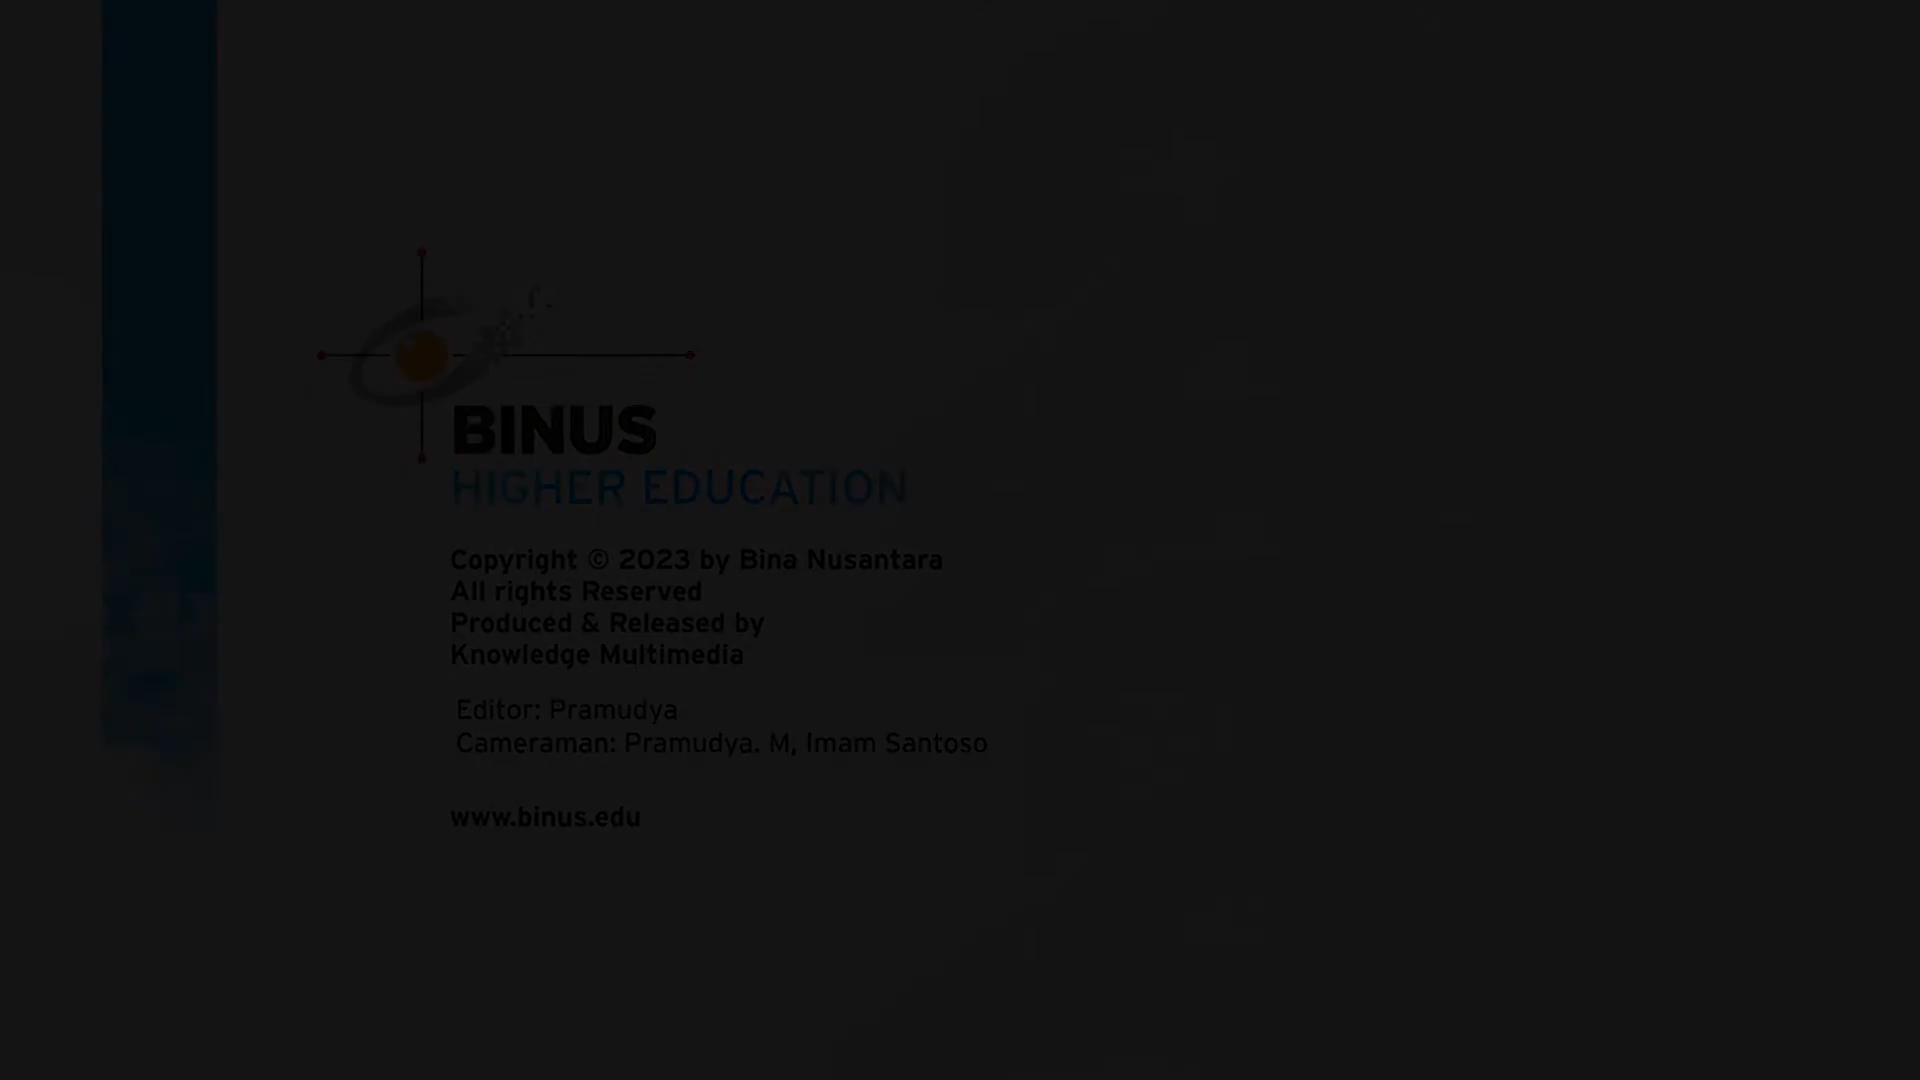 BINUS
HIGHER EDUCATION
Copyright © 2023 by Bina Nusantara
All rights Reserved
Produced & Released by
Knowledge Multimedia
Editor: Pramudya
Cameraman: Pramudya. M, Imam Santoso
www.binus.edu